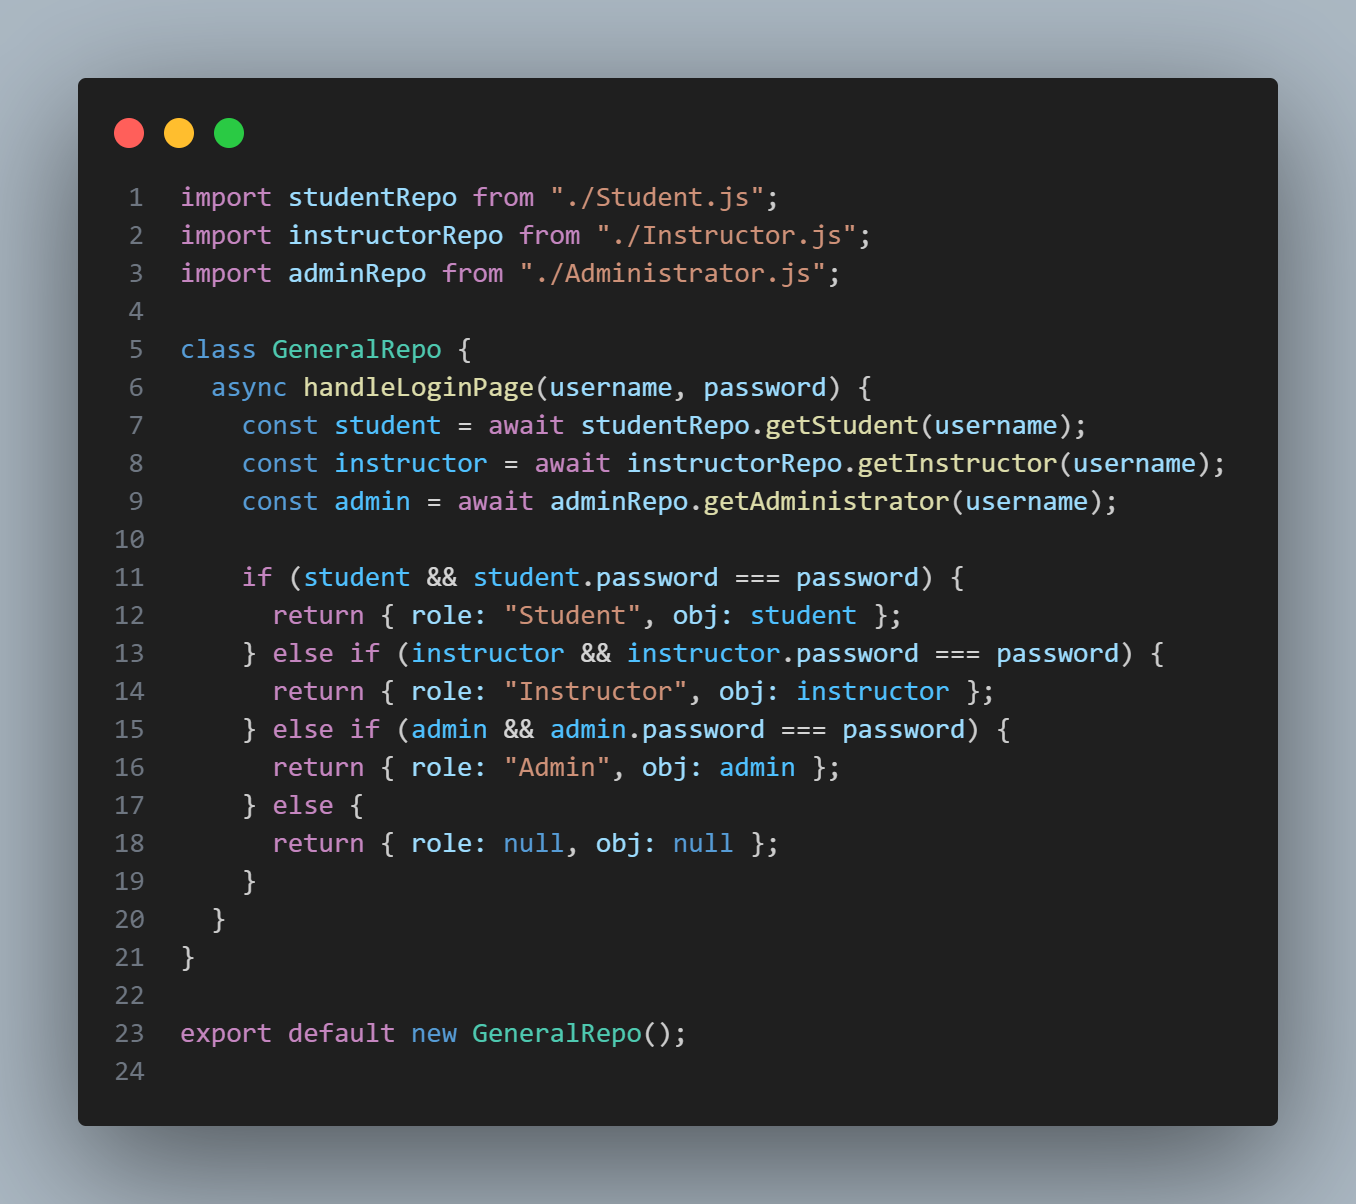 1 import studentRepo from "./Student.js";
2 import instructorRepo from "./Instructor.js";
3 import adminRepo from "./Administrator.js";
4
5 class GeneralRepo {
6   async handleLoginPage(username, password) {
7     const student = await studentRepo.getStudent(username);
8     const instructor = await instructorRepo.getInstructor(username);
9     const admin = await adminRepo.getAdministrator(username);
10
11     if (student && student.password === password) {
12       return { role: "Student", obj: student };
13     } else if (instructor && instructor.password === password) {
14       return { role: "Instructor", obj: instructor };
15     } else if (admin && admin.password === password) {
16       return { role: "Admin", obj: admin };
17     } else {
18       return { role: null, obj: null };
19     }
20   }
21 }
22
23 export default new GeneralRepo();
24